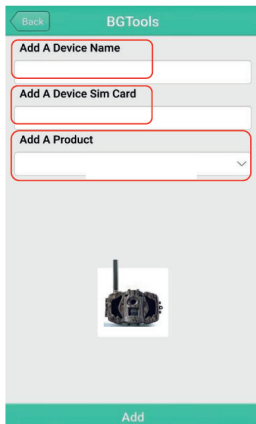 Back
BGTools
Add A Device Name
Add A Device Sim Card
Add A Product
Add